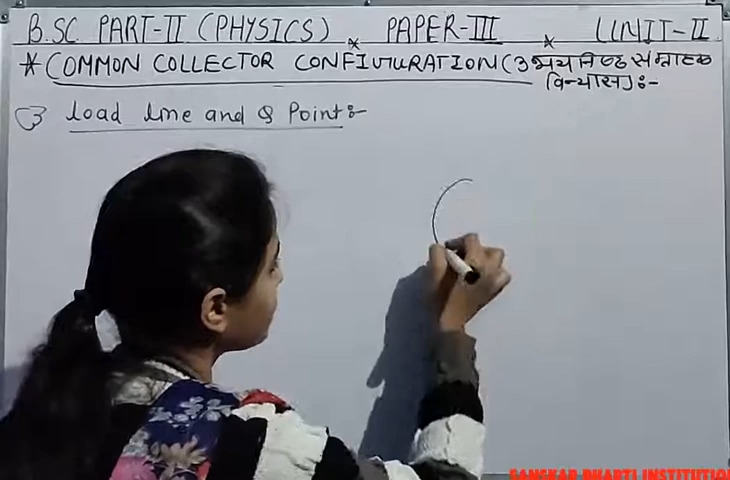 B.SC PART-II (PHYSICS) × PAPER-III × UNIT-II
* COMMON COLLECTOR CONFIGURATION (उभयनिष्ठ संग्राहक
विन्यास) :-
③ Load line and Q Point :-
SANSKAR BHARTI INSTITUTION